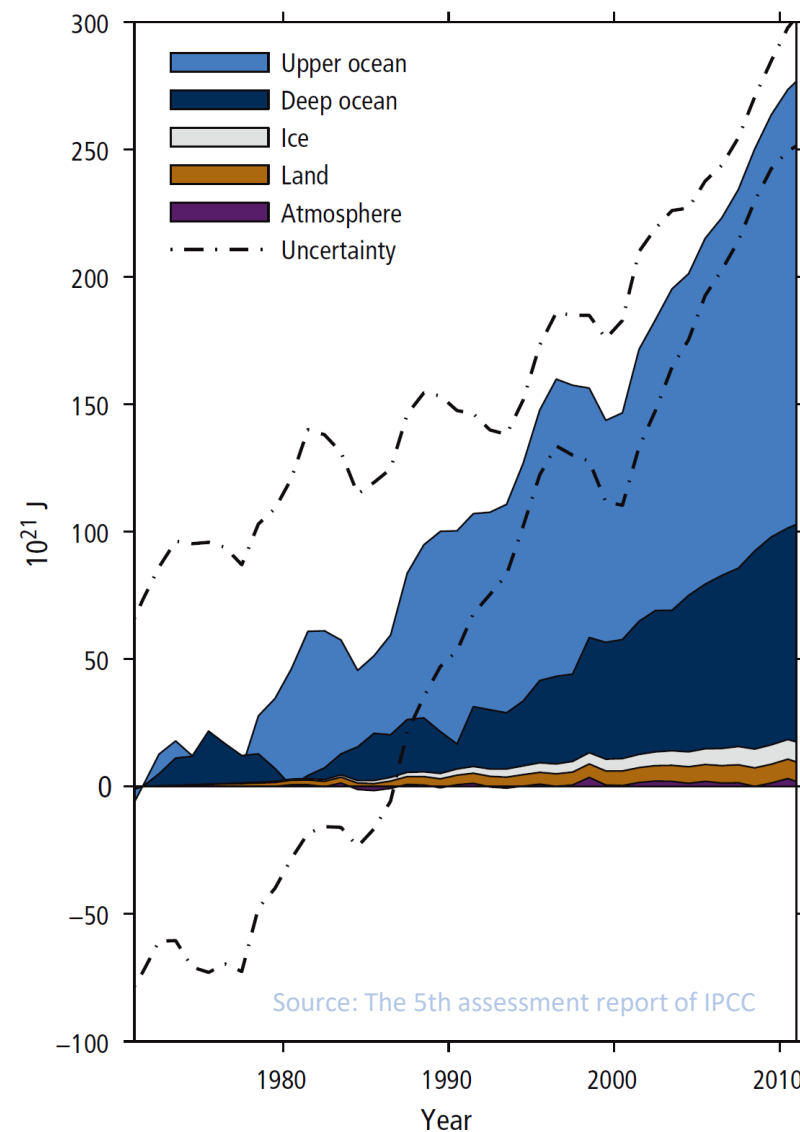 300
250
200
150
100
50
0
−50
−100
10²¹ J
Upper ocean
Deep ocean
Ice
Land
Atmosphere
Uncertainty
Source: The 5th assessment report of IPCC
1980 1990 2000 2010
Year